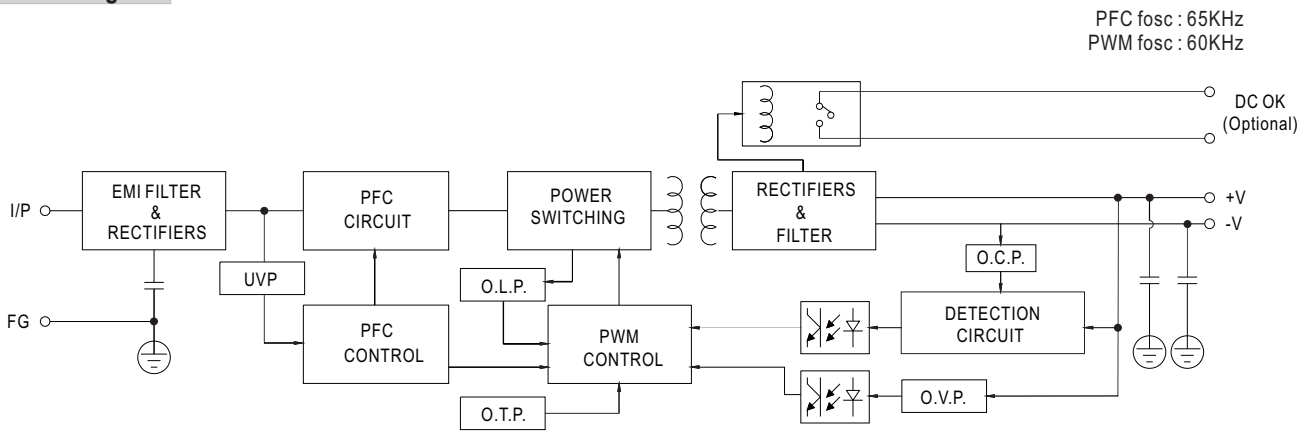 PFC fosc : 65KHz
PWM fosc : 60KHz
DC OK
(Optional)
I/P
EMI FILTER
&
RECTIFIERS
PFC
CIRCUIT
POWER
SWITCHING
RECTIFIERS
&
FILTER
+V
-V
UVP
O.L.P.
O.C.P.
FG
PFC
CONTROL
PWM
CONTROL
DETECTION
CIRCUIT
O.T.P.
O.V.P.